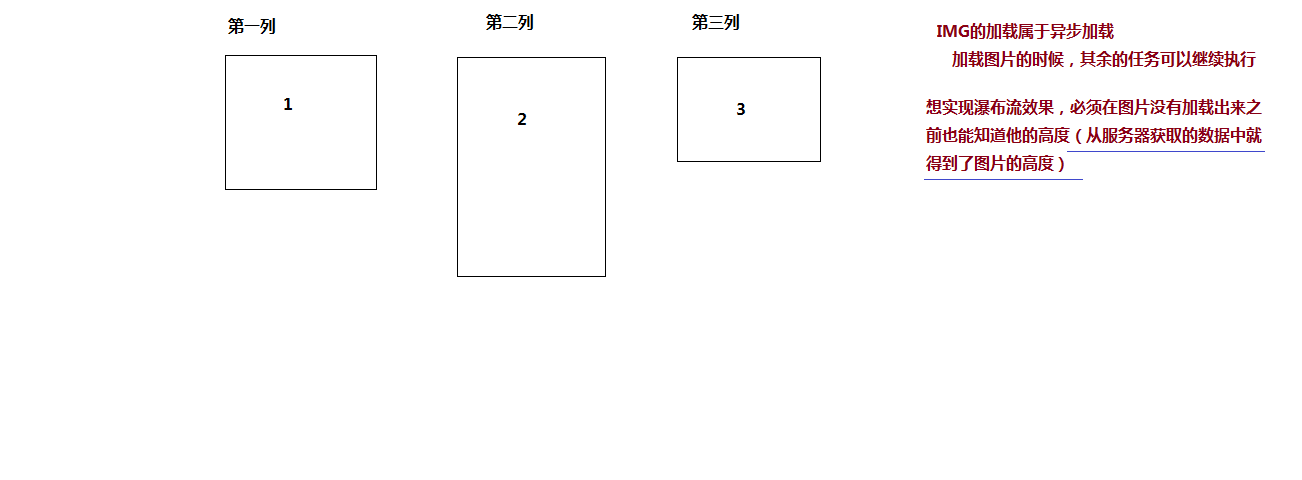 第一列
第二列
第三列
1
2
3
IMG的加载属于异步加载
加载图片的时候，其余的任务可以继续执行
想实现瀑布流效果，必须在图片没有加载出来之
前也能知道他的高度（从服务器获取的数据中就
得到了图片的高度）